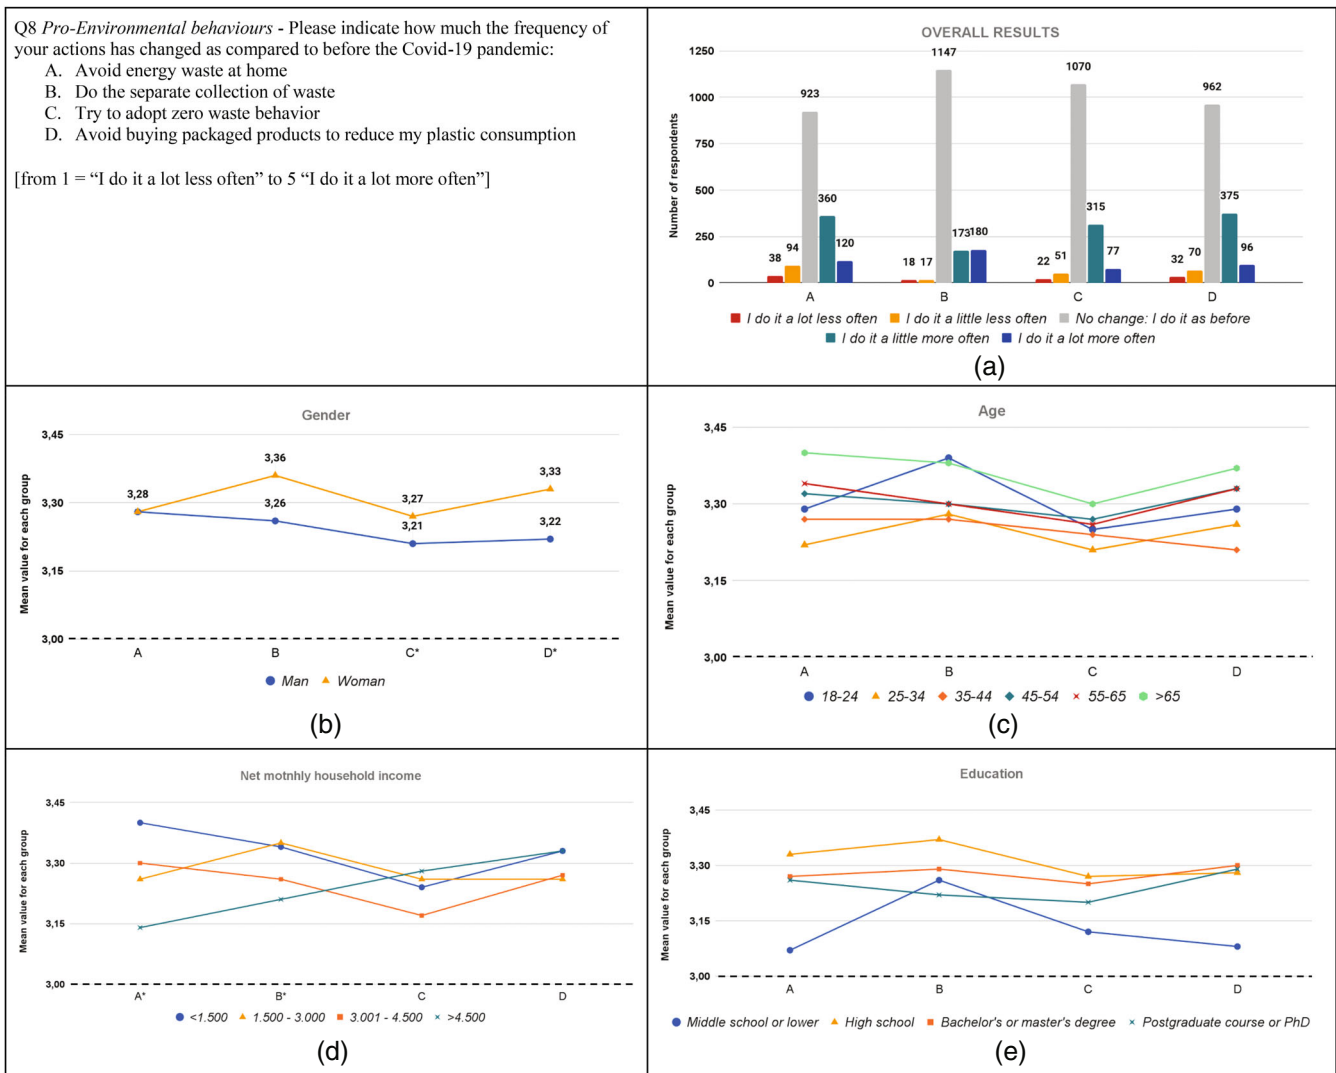 Q8 Pro-Environmental behaviours - Please indicate how much the frequency of
your actions has changed as compared to before the Covid-19 pandemic:
A. Avoid energy waste at home
B. Do the separate collection of waste
C. Try to adopt zero waste behavior
D. Avoid buying packaged products to reduce my plastic consumption
[from 1 = “I do it a lot less often” to 5 “I do it a lot more often”]
OVERALL RESULTS
Number of respondents
1250
1000
750
500
250
0
38 94 923 360 120
18 17 1147 173 180
22 51 1070 315 77
32 70 962 375 96
A B C D
I do it a lot less often I do it a little less often No change: I do it as before
I do it a little more often I do it a lot more often
(a)
Gender
Mean value for each group
3,45
3,30
3,15
3,00
3,28 3,36 3,27 3,33
3,26 3,21 3,22
A B C* D*
Man Woman
(b)
Age
Mean value for each group
3,45
3,30
3,15
3,00
A B C D
18-24 25-34 35-44 45-54 55-65 >65
(c)
Net motnhly household income
Mean value for each group
3,45
3,30
3,15
3,00
A* B* C D
<1.500 1.500 - 3.000 3.001 - 4.500 >4.500
(d)
Education
Mean value for each group
3,45
3,30
3,15
3,00
A B C D
Middle school or lower High school Bachelor's or master's degree Postgraduate course or PhD
(e)